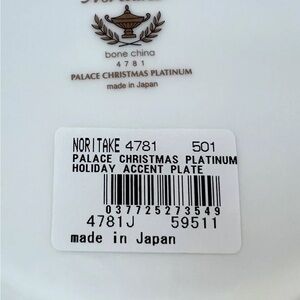 bone china
4781
PALACE CHRISTMAS PLATINUM
made in Japan
NORITAKE 4781 501
PALACE CHRISTMAS PLATINUM
HOLIDAY ACCENT PLATE
037725273549
4781J 59511
made in Japan